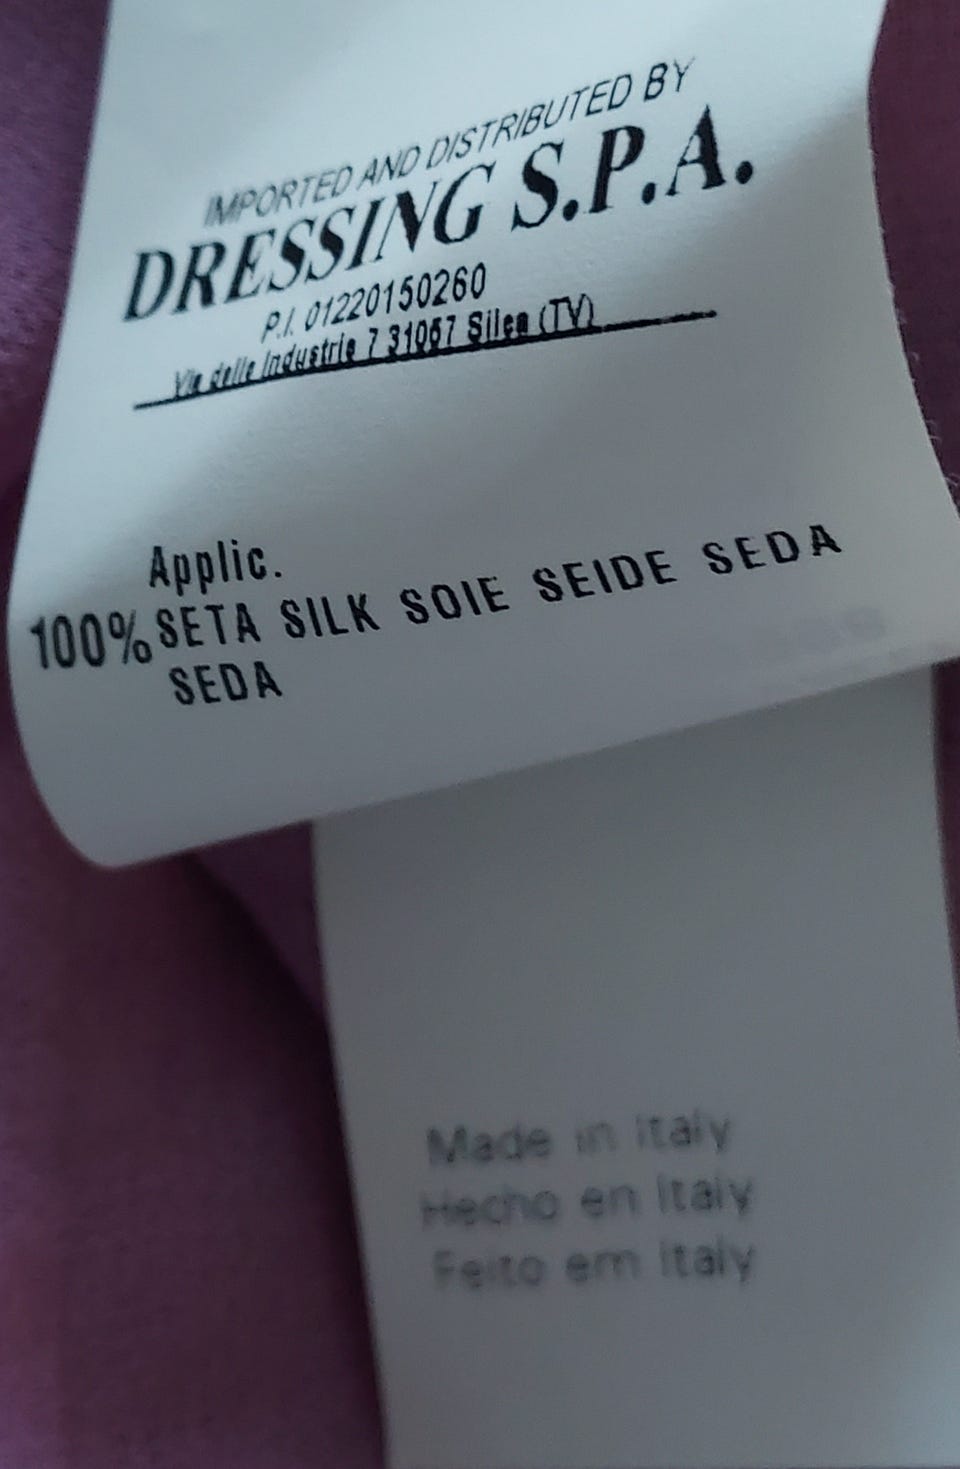 IMPORTED AND DISTRIBUTED BY
DRESSING S.P.A.
P.I. 01220150260
Via delle Industrie 7 31057 Silea (TV)
Applic.
100% SETA SILK SOIE SEIDE SEDA
SEDA
Made in Italy
Hecho en Italy
Feito em Italy